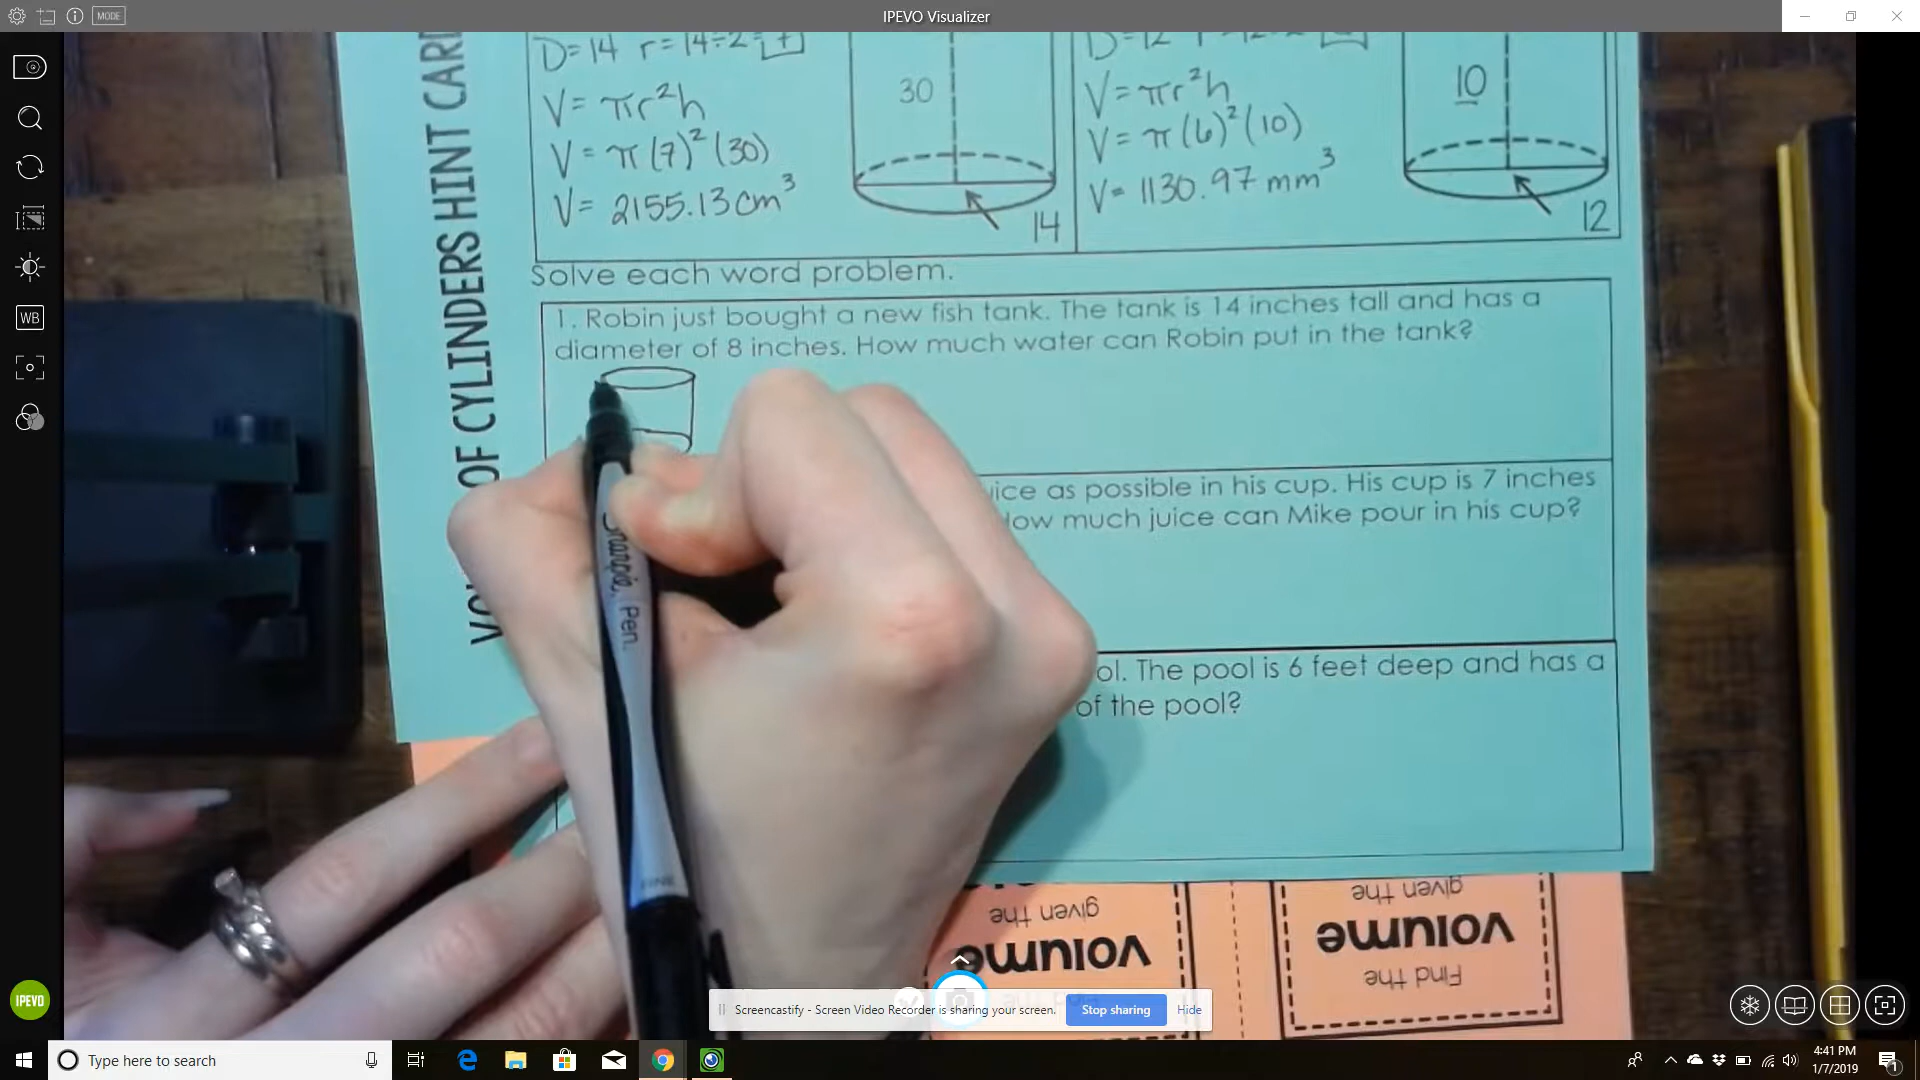 MODE
IPEVO Visualizer
WB
D=14 r=14÷2=
V=πr²h
V=π(7)²(30)
V=2155.13cm³
30
14
V=πr²h
V=π(6)²(10)
V=1130.97mm³
10
12
OF CYLINDERS HINT CARD
Solve each word problem.
1. Robin just bought a new fish tank. The tank is 14 inches tall and has a
diameter of 8 inches. How much water can Robin put in the tank?
as possible in his cup. His cup is 7 inches
much juice can Mike pour in his cup?
The pool is 6 feet deep and has a
of the pool?
Sharpie. Pen.
FINE
given the
volume
given the
volume
Find the
IPEVO
Screencastify - Screen Video Recorder is sharing your screen.
Stop sharing
Hide
Type here to search
4:41 PM
1/7/2019
1